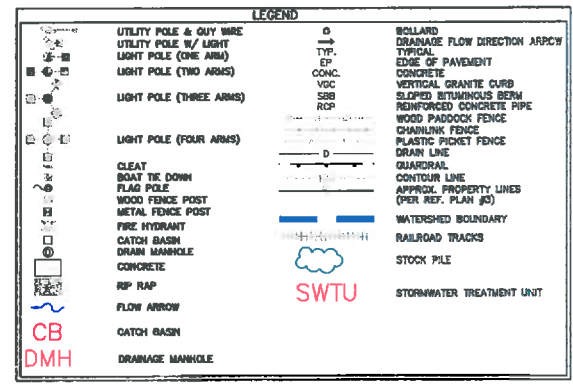 LEGEND
UTILITY POLE & GUY WIRE
UTILITY POLE W/ LIGHT
LIGHT POLE (ONE ARM)
LIGHT POLE (TWO ARMS)
LIGHT POLE (THREE ARMS)
LIGHT POLE (FOUR ARMS)
CLEAT
BOAT TIE DOWN
FLAG POLE
WOOD FENCE POST
METAL FENCE POST
FIRE HYDRANT
CATCH BASIN
DRAIN MANHOLE
CONCRETE
RIP RAP
FLOW ARROW
CB CATCH BASIN
DMH DRAINAGE MANHOLE
BOLLARD
DRAINAGE FLOW DIRECTION ARROW
TYP. TYPICAL
EP EDGE OF PAVEMENT
CONC. CONCRETE
VGC VERTICAL GRANITE CURB
SBB SLOPED BITUMINOUS BERM
RCP REINFORCED CONCRETE PIPE
WOOD PADDOCK FENCE
CHAINLINK FENCE
PLASTIC PICKET FENCE
D DRAIN LINE
GUARDRAIL
CONTOUR LINE
APPROX. PROPERTY LINES
(PER REF. PLAN #3)
WATERSHED BOUNDARY
RAILROAD TRACKS
STOCK PILE
SWTU STORMWATER TREATMENT UNIT